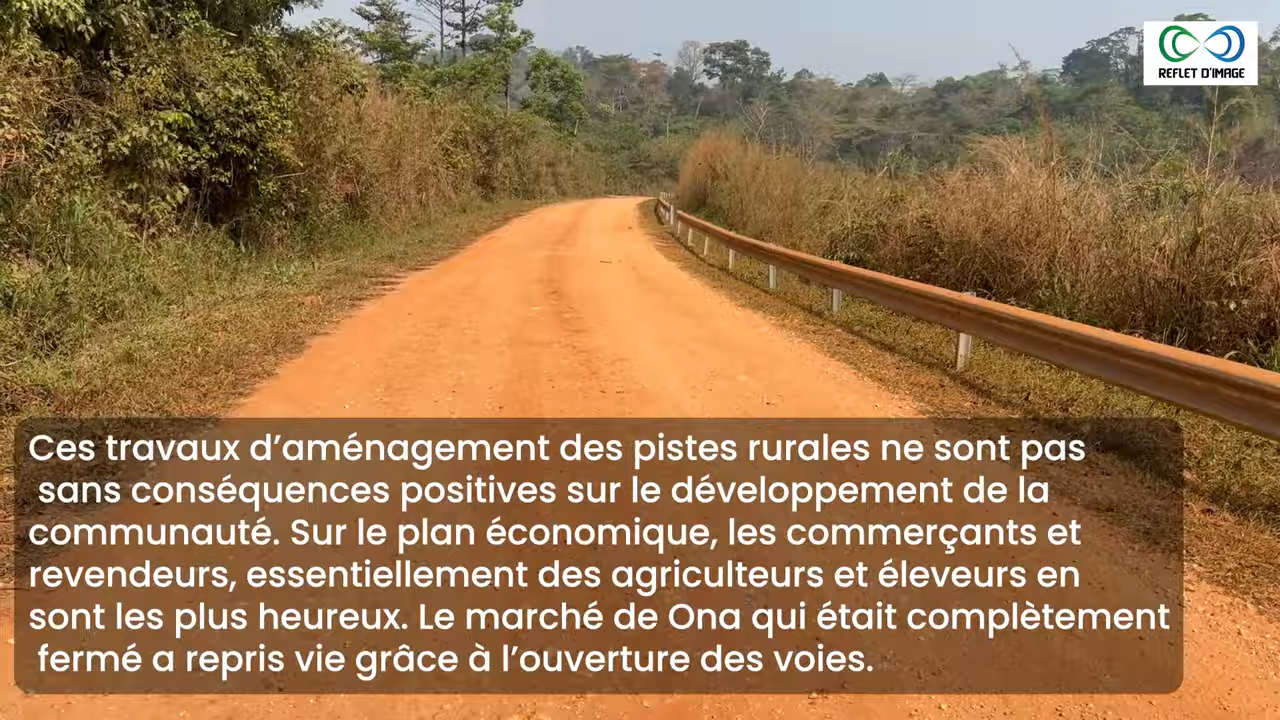 REFLET D'IMAGE
Ces travaux d’aménagement des pistes rurales ne sont pas
sans conséquences positives sur le développement de la
communauté. Sur le plan économique, les commerçants et
revendeurs, essentiellement des agriculteurs et éleveurs en
sont les plus heureux. Le marché de Ona qui était complètement
fermé a repris vie grâce à l’ouverture des voies.